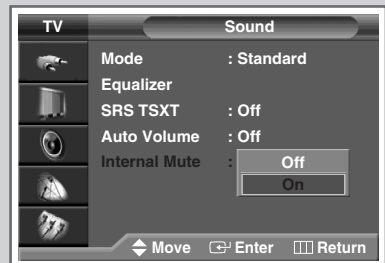 TV Sound
Mode : Standard
Equalizer
SRS TSXT : Off
Auto Volume : Off
Internal Mute : Off
On
Move Enter Return